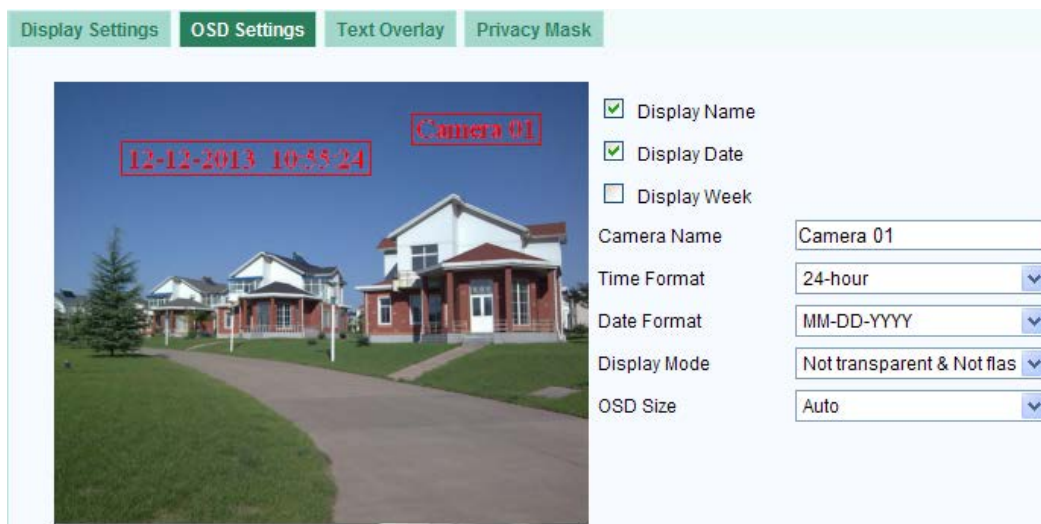 Display Settings OSD Settings Text Overlay Privacy Mask
Camera 01
12-12-2013 10:55:24
Display Name
Display Date
Display Week
Camera Name Camera 01
Time Format 24-hour
Date Format MM-DD-YYYY
Display Mode Not transparent & Not flas
OSD Size Auto